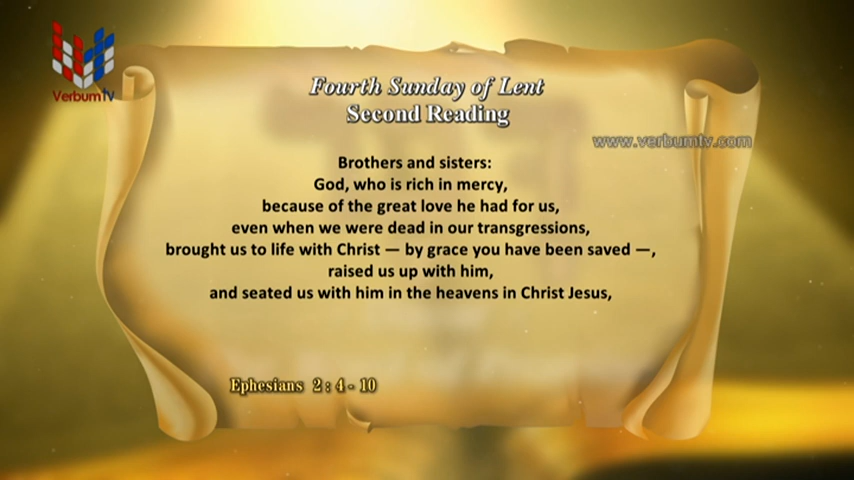 VerbumTV
Fourth Sunday of Lent
Second Reading
www.verbumtv.com
Brothers and sisters:
God, who is rich in mercy,
because of the great love he had for us,
even when we were dead in our transgressions,
brought us to life with Christ — by grace you have been saved —,
raised us up with him,
and seated us with him in the heavens in Christ Jesus,
Ephesians 2 : 4 - 10